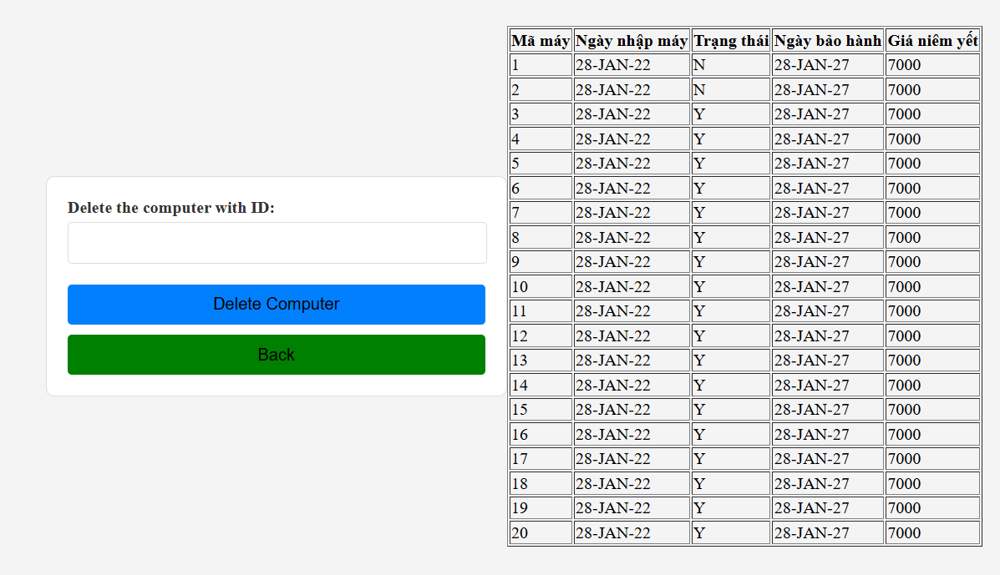 Delete the computer with ID:
Delete Computer
Back
Mã máy Ngày nhập máy Trạng thái Ngày bảo hành Giá niêm yết
1 28-JAN-22 N 28-JAN-27 7000
2 28-JAN-22 N 28-JAN-27 7000
3 28-JAN-22 Y 28-JAN-27 7000
4 28-JAN-22 Y 28-JAN-27 7000
5 28-JAN-22 Y 28-JAN-27 7000
6 28-JAN-22 Y 28-JAN-27 7000
7 28-JAN-22 Y 28-JAN-27 7000
8 28-JAN-22 Y 28-JAN-27 7000
9 28-JAN-22 Y 28-JAN-27 7000
10 28-JAN-22 Y 28-JAN-27 7000
11 28-JAN-22 Y 28-JAN-27 7000
12 28-JAN-22 Y 28-JAN-27 7000
13 28-JAN-22 Y 28-JAN-27 7000
14 28-JAN-22 Y 28-JAN-27 7000
15 28-JAN-22 Y 28-JAN-27 7000
16 28-JAN-22 Y 28-JAN-27 7000
17 28-JAN-22 Y 28-JAN-27 7000
18 28-JAN-22 Y 28-JAN-27 7000
19 28-JAN-22 Y 28-JAN-27 7000
20 28-JAN-22 Y 28-JAN-27 7000